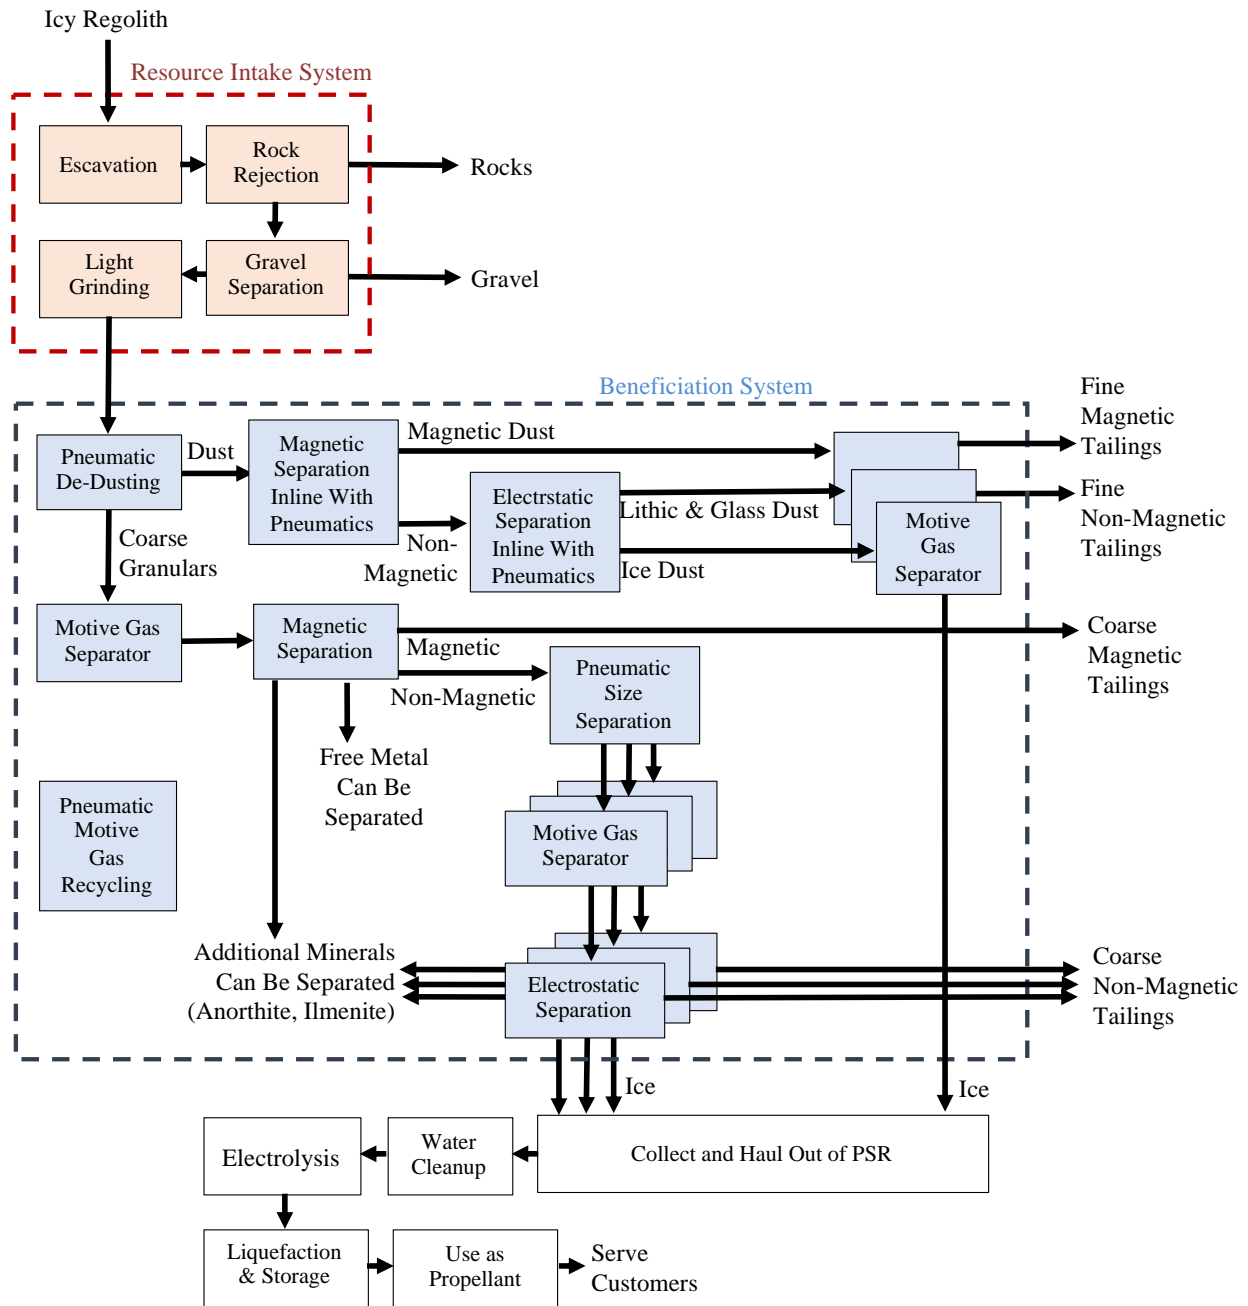 Icy Regolith
Resource Intake System
Escavation
Rock
Rejection
Rocks
Light
Grinding
Gravel
Separation
Gravel
Beneficiation System
Fine
Magnetic
Tailings
Pneumatic
De-Dusting
Dust
Magnetic
Separation
Inline With
Pneumatics
Magnetic Dust
Non-
Magnetic
Electrstatic
Separation
Inline With
Pneumatics
Lithic & Glass Dust
Ice Dust
Motive
Gas
Separator
Fine
Non-Magnetic
Tailings
Coarse
Granulars
Motive Gas
Separator
Magnetic
Separation
Magnetic
Non-Magnetic
Coarse
Magnetic
Tailings
Pneumatic
Size
Separation
Free Metal
Can Be
Separated
Pneumatic
Motive
Gas
Recycling
Motive Gas
Separator
Additional Minerals
Can Be Separated
(Anorthite, Ilmenite)
Electrostatic
Separation
Coarse
Non-Magnetic
Tailings
Ice
Ice
Electrolysis
Water
Cleanup
Collect and Haul Out of PSR
Liquefaction
& Storage
Use as
Propellant
Serve
Customers